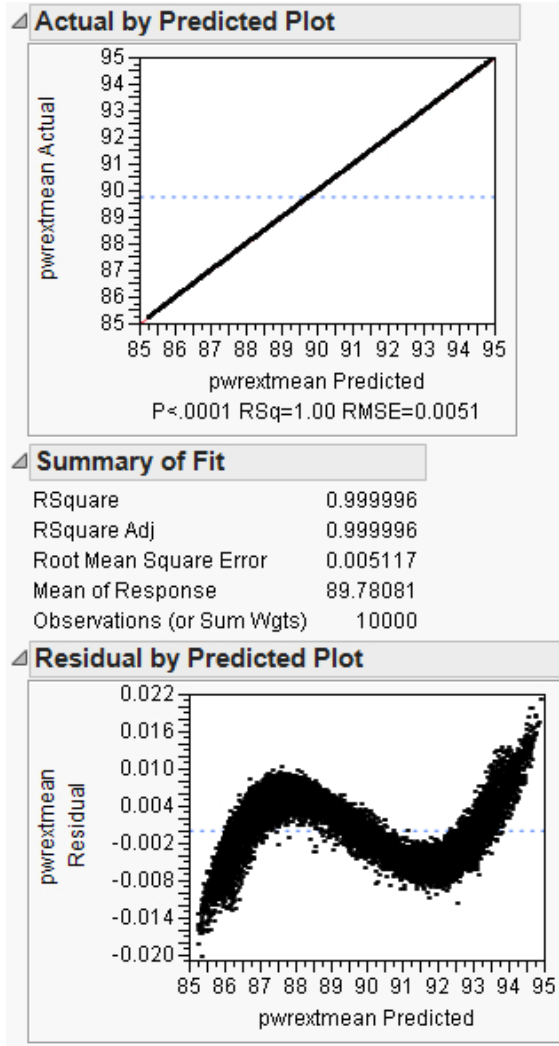 Actual by Predicted Plot
95
94
93
92
91
90
89
88
87
86
85
pwrextmean Actual
85 86 87 88 89 90 91 92 93 94 95
pwrextmean Predicted
P<.0001 RSq=1.00 RMSE=0.0051
Summary of Fit
RSquare 0.999996
RSquare Adj 0.999996
Root Mean Square Error 0.005117
Mean of Response 89.78081
Observations (or Sum Wgts) 10000
Residual by Predicted Plot
0.022
0.016
0.010
0.004
-0.002
-0.008
-0.014
-0.020
pwrextmean
Residual
85 86 87 88 89 90 91 92 93 94 95
pwrextmean Predicted